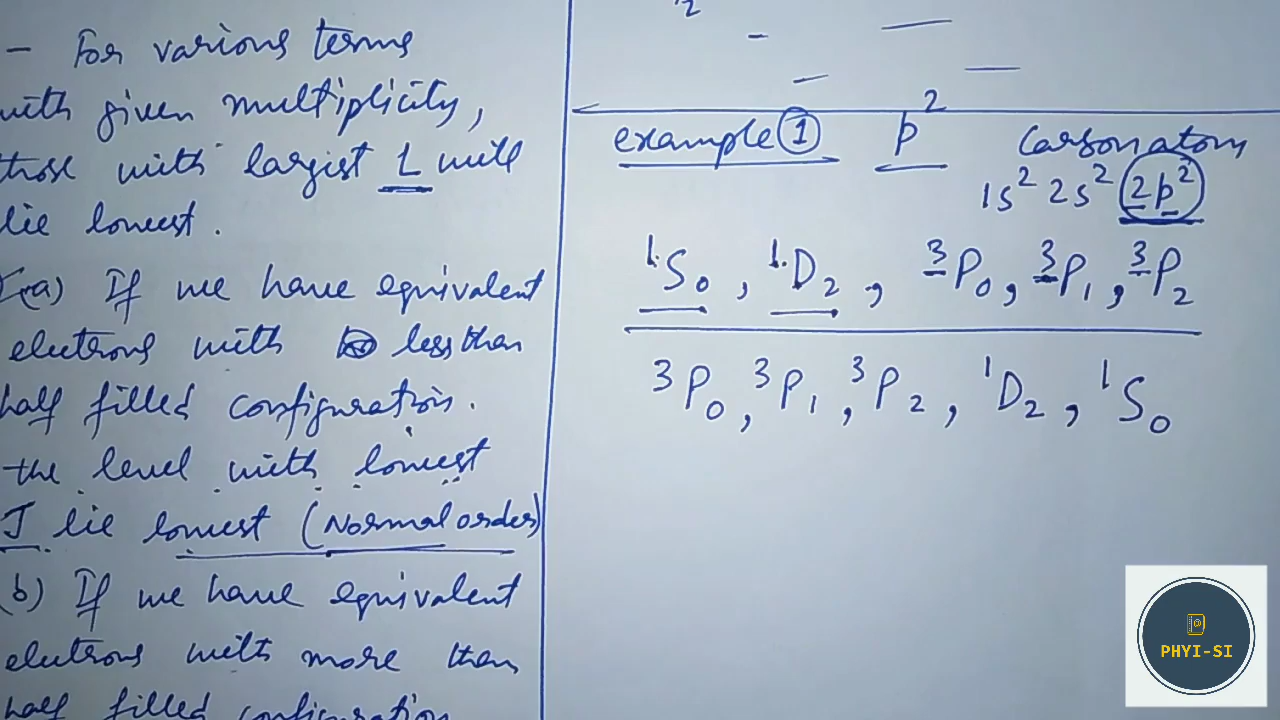 - For various terms
with given multiplicity,
those with largest L will
lie lowest.
(a) If we have equivalent
electrons with less than
half filled configuration.
the level with lowest
J lie lowest (Normal order)
(b) If we have equivalent
electrons with more than
half filled configuration
2
example ① p²
Carbon atom
1s² 2s² 2p²
¹S₀, ¹D₂, ³P₀, ³P₁, ³P₂
³P₀, ³P₁, ³P₂, ¹D₂, ¹S₀
PHYI-SI